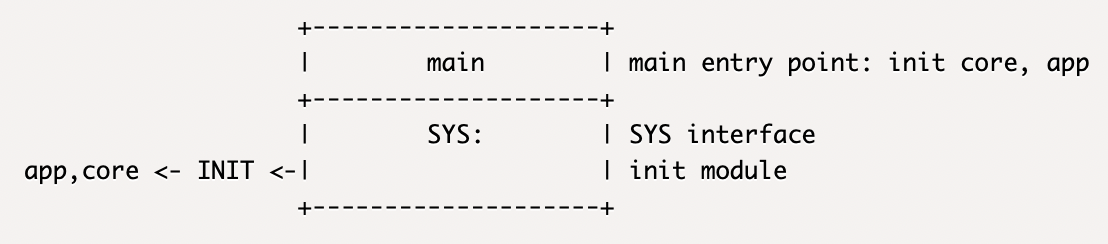 +---------------------+
|        main         | main entry point: init core, app
+---------------------+
|        SYS:         | SYS interface
app,core <- INIT <-|                     | init module
+---------------------+